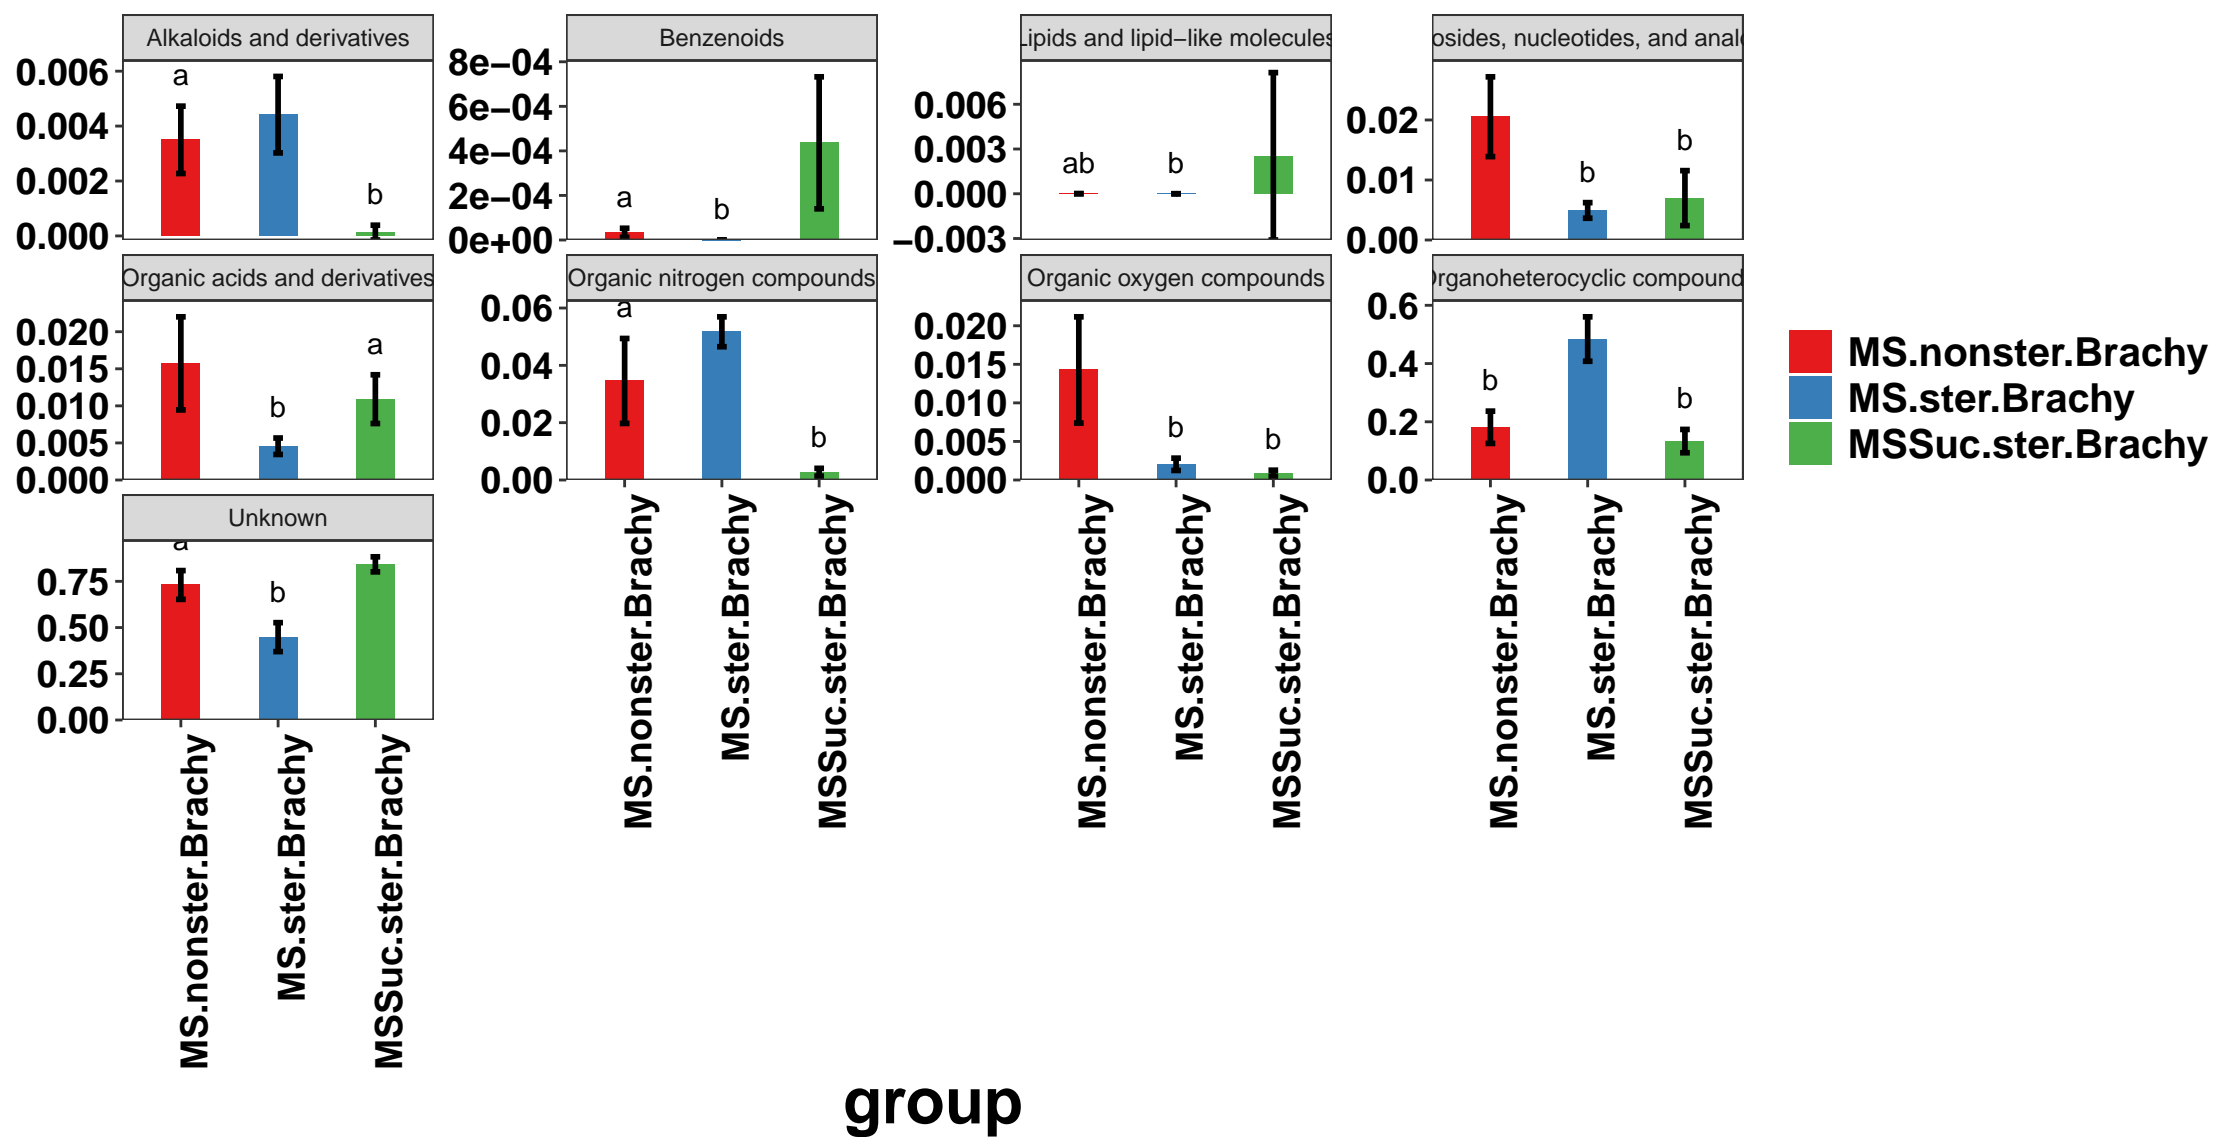 Alkaloids and derivatives
Benzenoids
Lipids and lipid−like molecules
osides, nucleotides, and anal
0.006
0.004
0.002
0.000
a
b
8e−04
6e−04
4e−04
2e−04
0e+00
a
b
0.006
0.003
0.000
−0.003
ab
b
0.02
0.01
0.00
b
b
Organic acids and derivatives
Organic nitrogen compounds
Organic oxygen compounds
Organoheterocyclic compound
0.020
0.015
0.010
0.005
0.000
b
a
0.06
0.04
0.02
0.00
a
b
0.020
0.015
0.010
0.005
0.000
b
b
0.6
0.4
0.2
0.0
b
b
MS.nonster.Brachy
MS.ster.Brachy
MSSuc.ster.Brachy
MS.nonster.Brachy
MS.ster.Brachy
MSSuc.ster.Brachy
MS.nonster.Brachy
MS.ster.Brachy
MSSuc.ster.Brachy
Unknown
0.75
0.50
0.25
0.00
a
b
MS.nonster.Brachy
MS.ster.Brachy
MSSuc.ster.Brachy
group
MS.nonster.Brachy
MS.ster.Brachy
MSSuc.ster.Brachy